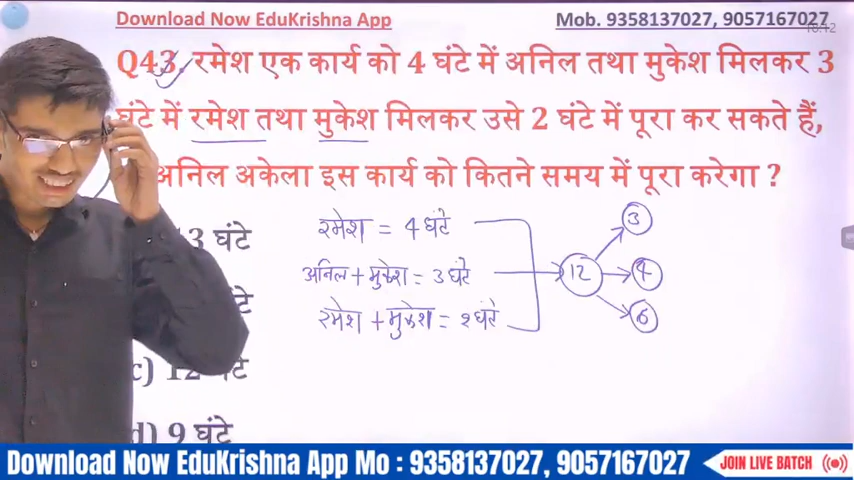 Download Now EduKrishna App
Mob. 9358137027, 9057167027
Q43. रमेश एक कार्य को 4 घंटे में अनिल तथा मुकेश मिलकर 3
घंटे में रमेश तथा मुकेश मिलकर उसे 2 घंटे में पूरा कर सकते हैं,
अनिल अकेला इस कार्य को कितने समय में पूरा करेगा ?
3 घंटे
रमेश = 4 घंटे
अनिल + मुकेश = 3 घंटे
रमेश + मुकेश = 2 घंटे
12
3
4
6
घंटे
c) 12 घंटे
d) 9 घंटे
Download Now EduKrishna App Mo : 9358137027, 9057167027
JOIN LIVE BATCH